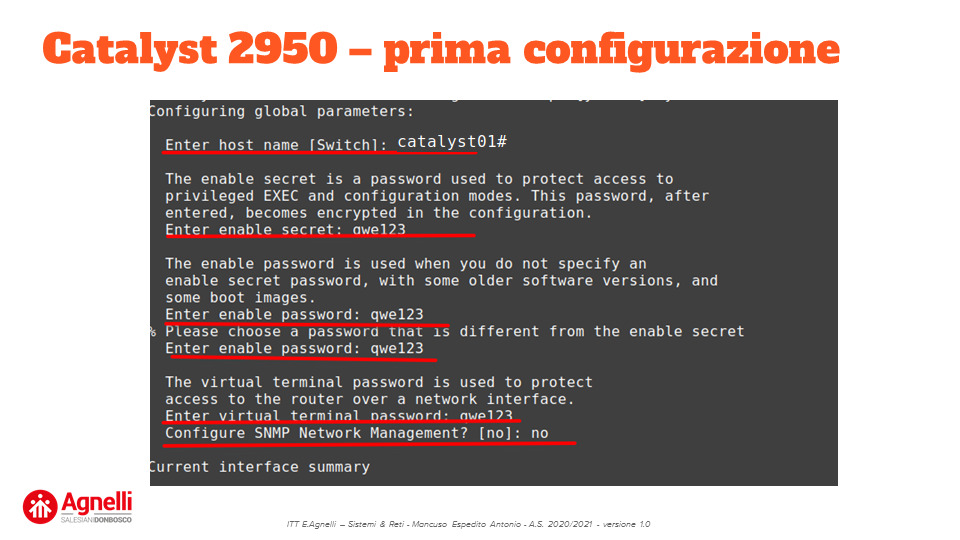 Catalyst 2950 – prima configurazione
Configuring global parameters:
Enter host name [Switch]: catalyst01#
The enable secret is a password used to protect access to
privileged EXEC and configuration modes. This password, after
entered, becomes encrypted in the configuration.
Enter enable secret: qwe123
The enable password is used when you do not specify an
enable secret password, with some older software versions, and
some boot images.
Enter enable password: qwe123
% Please choose a password that is different from the enable secret
Enter enable password: qwe123
The virtual terminal password is used to protect
access to the router over a network interface.
Enter virtual terminal password: qwe123
Configure SNMP Network Management? [no]: no
Current interface summary
Agnelli
SALESIANIDONBOSCO
ITT E.Agnelli – Sistemi & Reti - Mancuso Espedito Antonio - A.S. 2020/2021 - versione 1.0